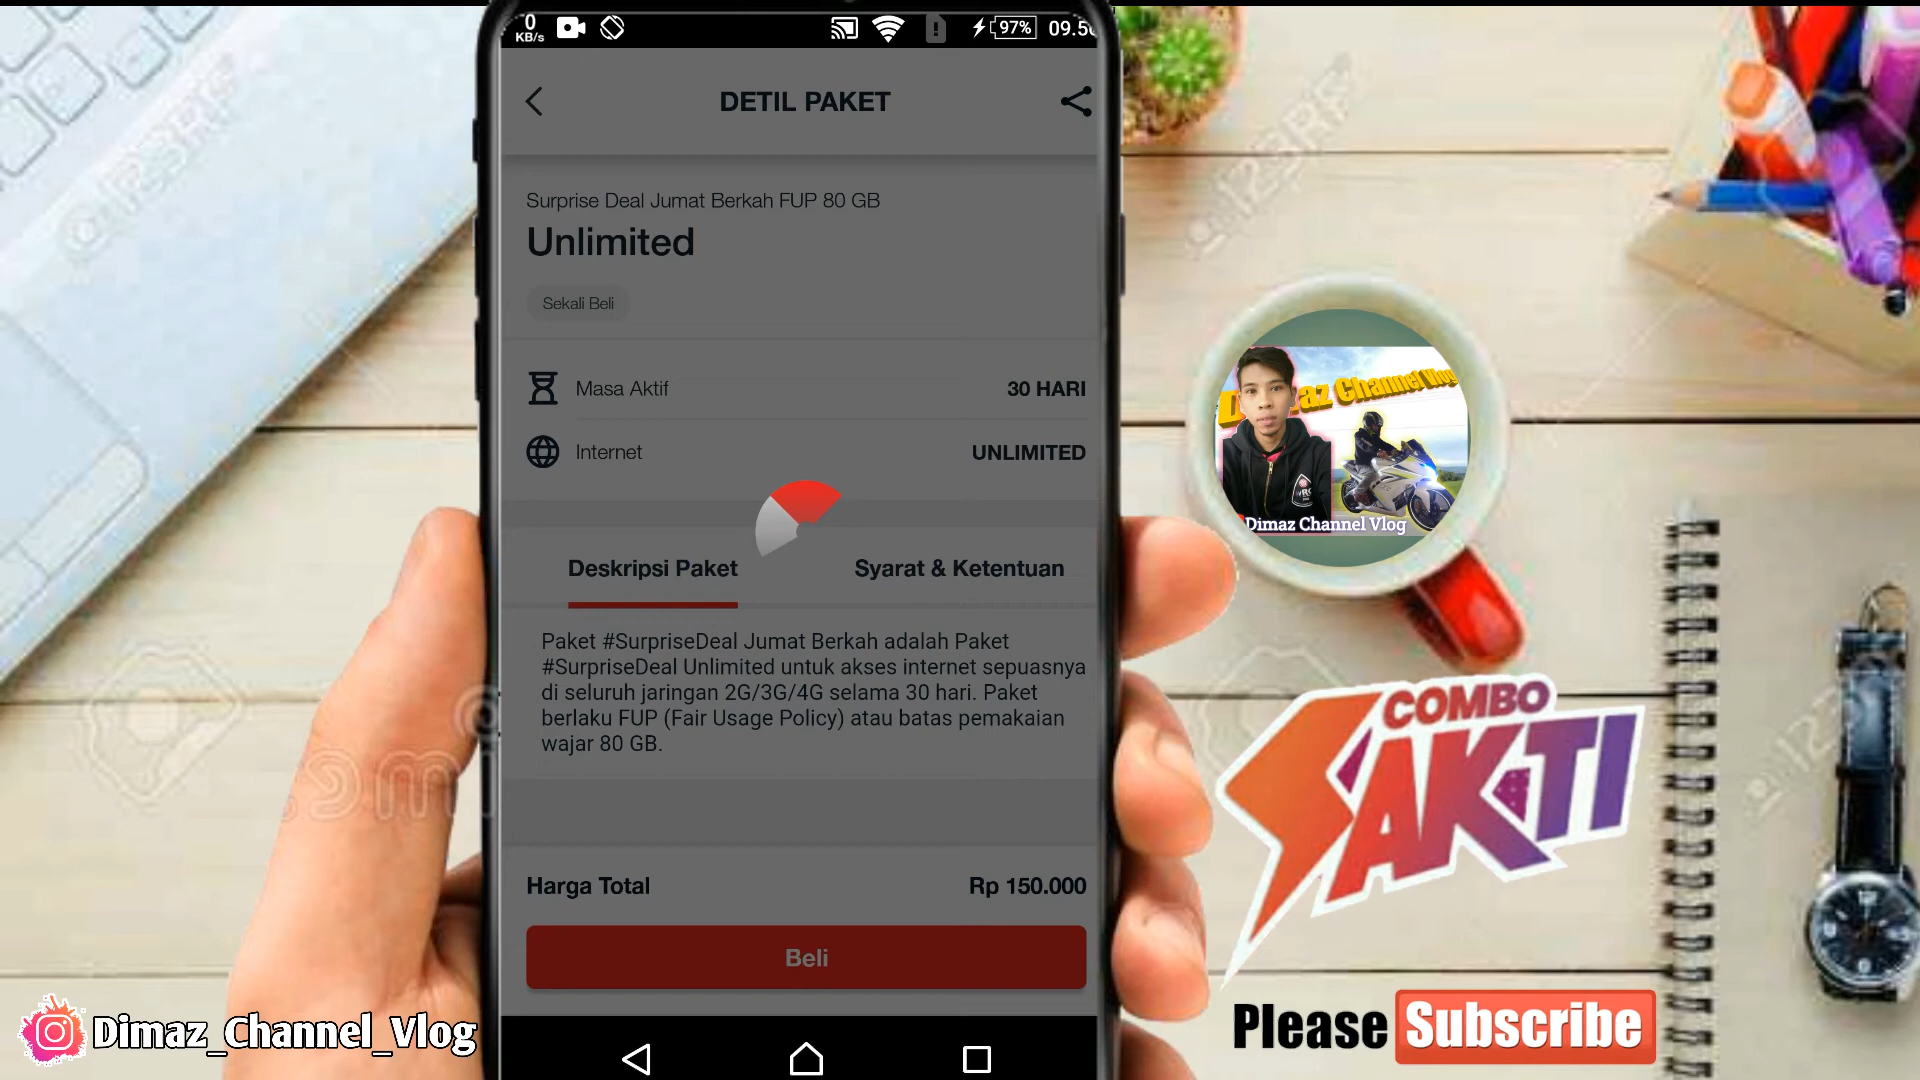 0
KB/s
97%
DETIL PAKET
Surprise Deal Jumat Berkah FUP 80 GB
Unlimited
Sekali Beli
Masa Aktif
30 HARI
Internet
UNLIMITED
Deskripsi Paket
Syarat & Ketentuan
Paket #SurpriseDeal Jumat Berkah adalah Paket
#SurpriseDeal Unlimited untuk akses internet sepuasnya
di seluruh jaringan 2G/3G/4G selama 30 hari. Paket
berlaku FUP (Fair Usage Policy) atau batas pemakaian
wajar 80 GB.
Harga Total
Rp 150.000
Beli
Dimaz Channel Vlog
COMBO
SAKTI
Please Subscribe
Dimaz_Channel_Vlog